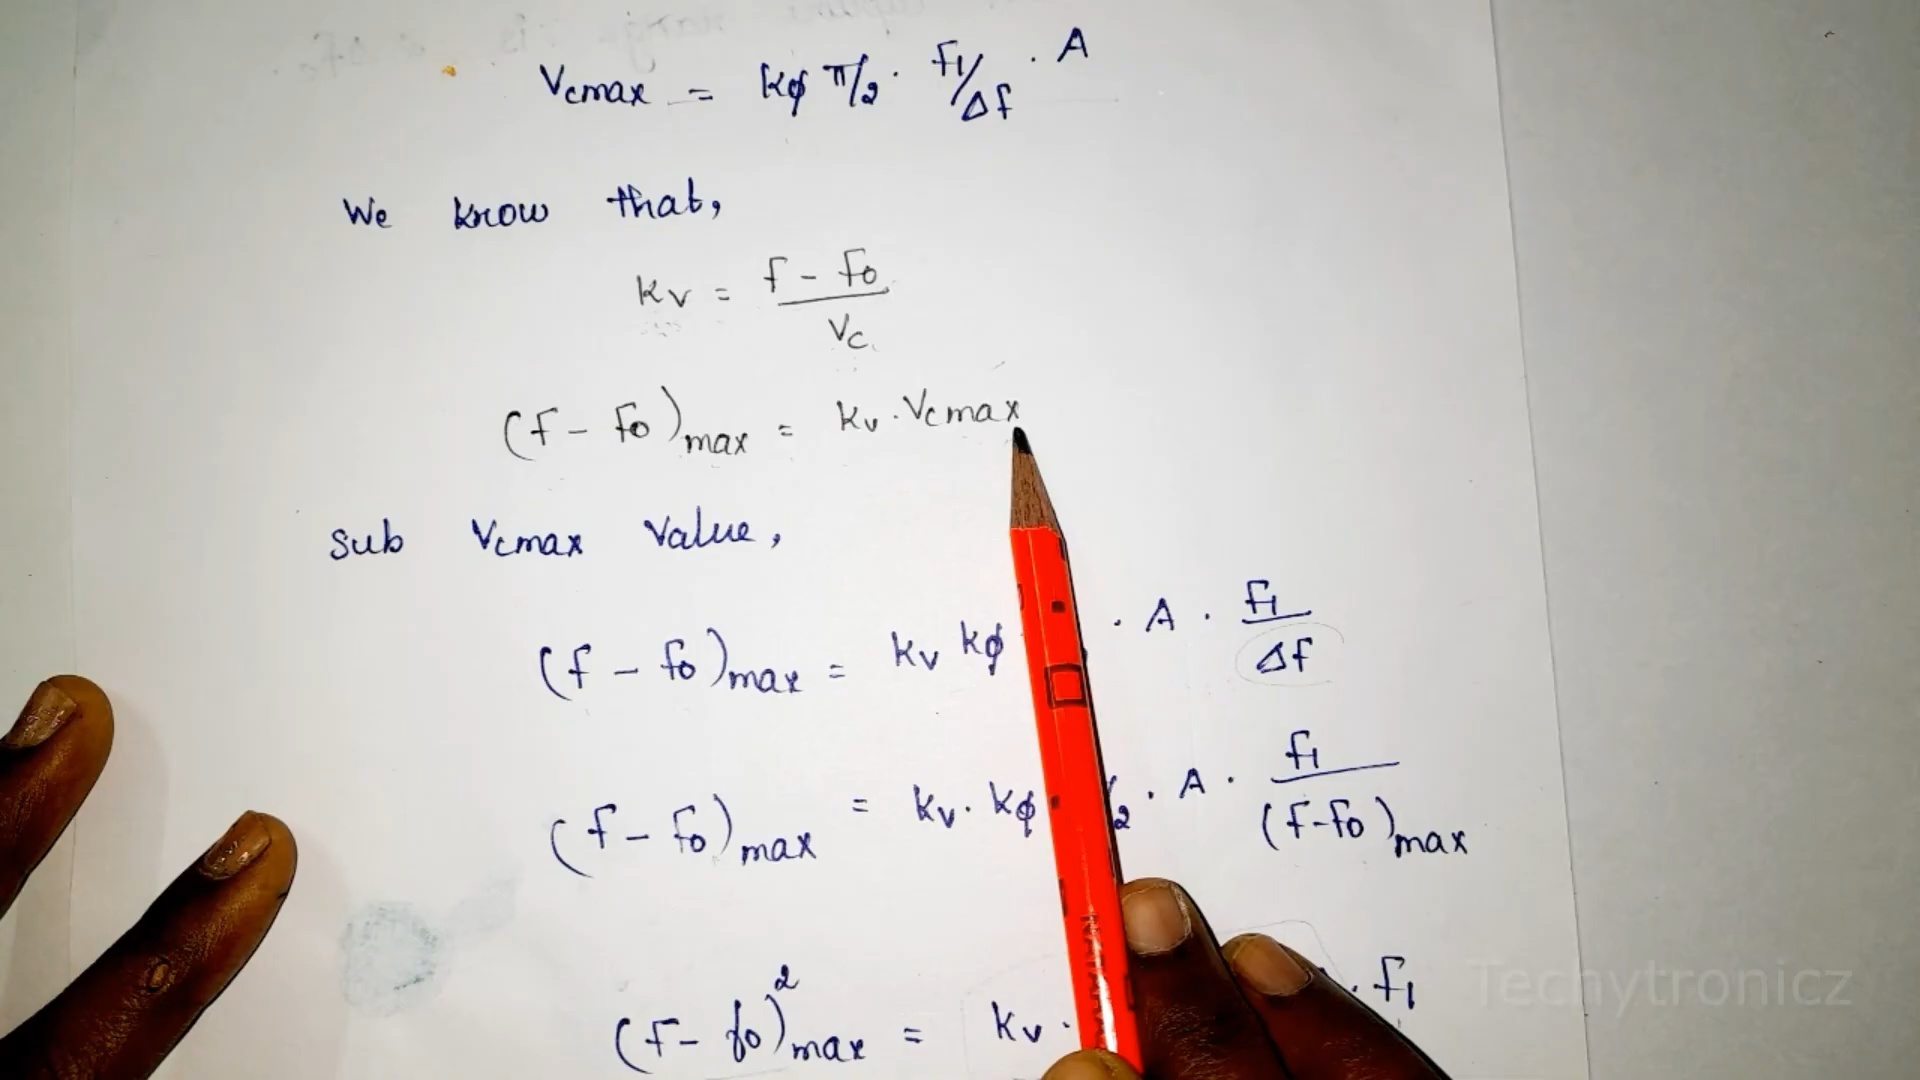 Vcmax = kφ π/2 · f1/Δf · A
We know that,
kv = f - fo / Vc
(f - fo)max = kv · Vcmax
Sub Vcmax Value,
(f - fo)max = kv kφ · A · f1/Δf
(f - fo)max = kv · kφ /2 · A · f1/(f-fo)max
(f - fo)²max = kv · · f1
Techytronicz